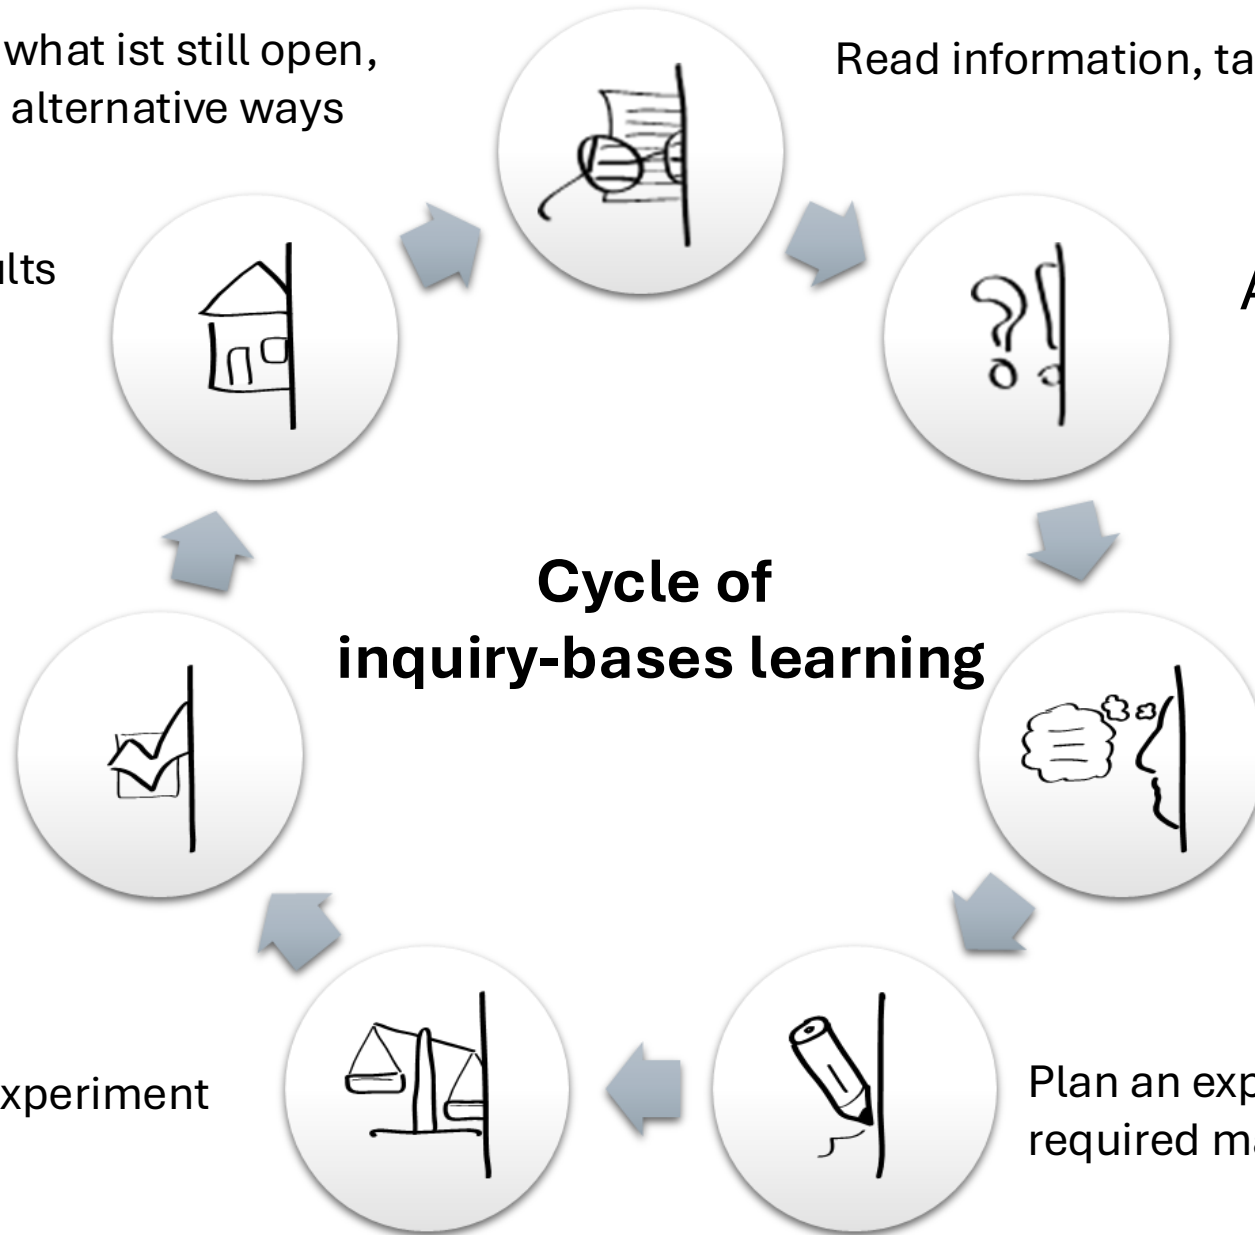 what ist still open,
alternative ways
Read information, ta
ults
A
Cycle of
inquiry-bases learning
xperiment
Plan an exp
required ma